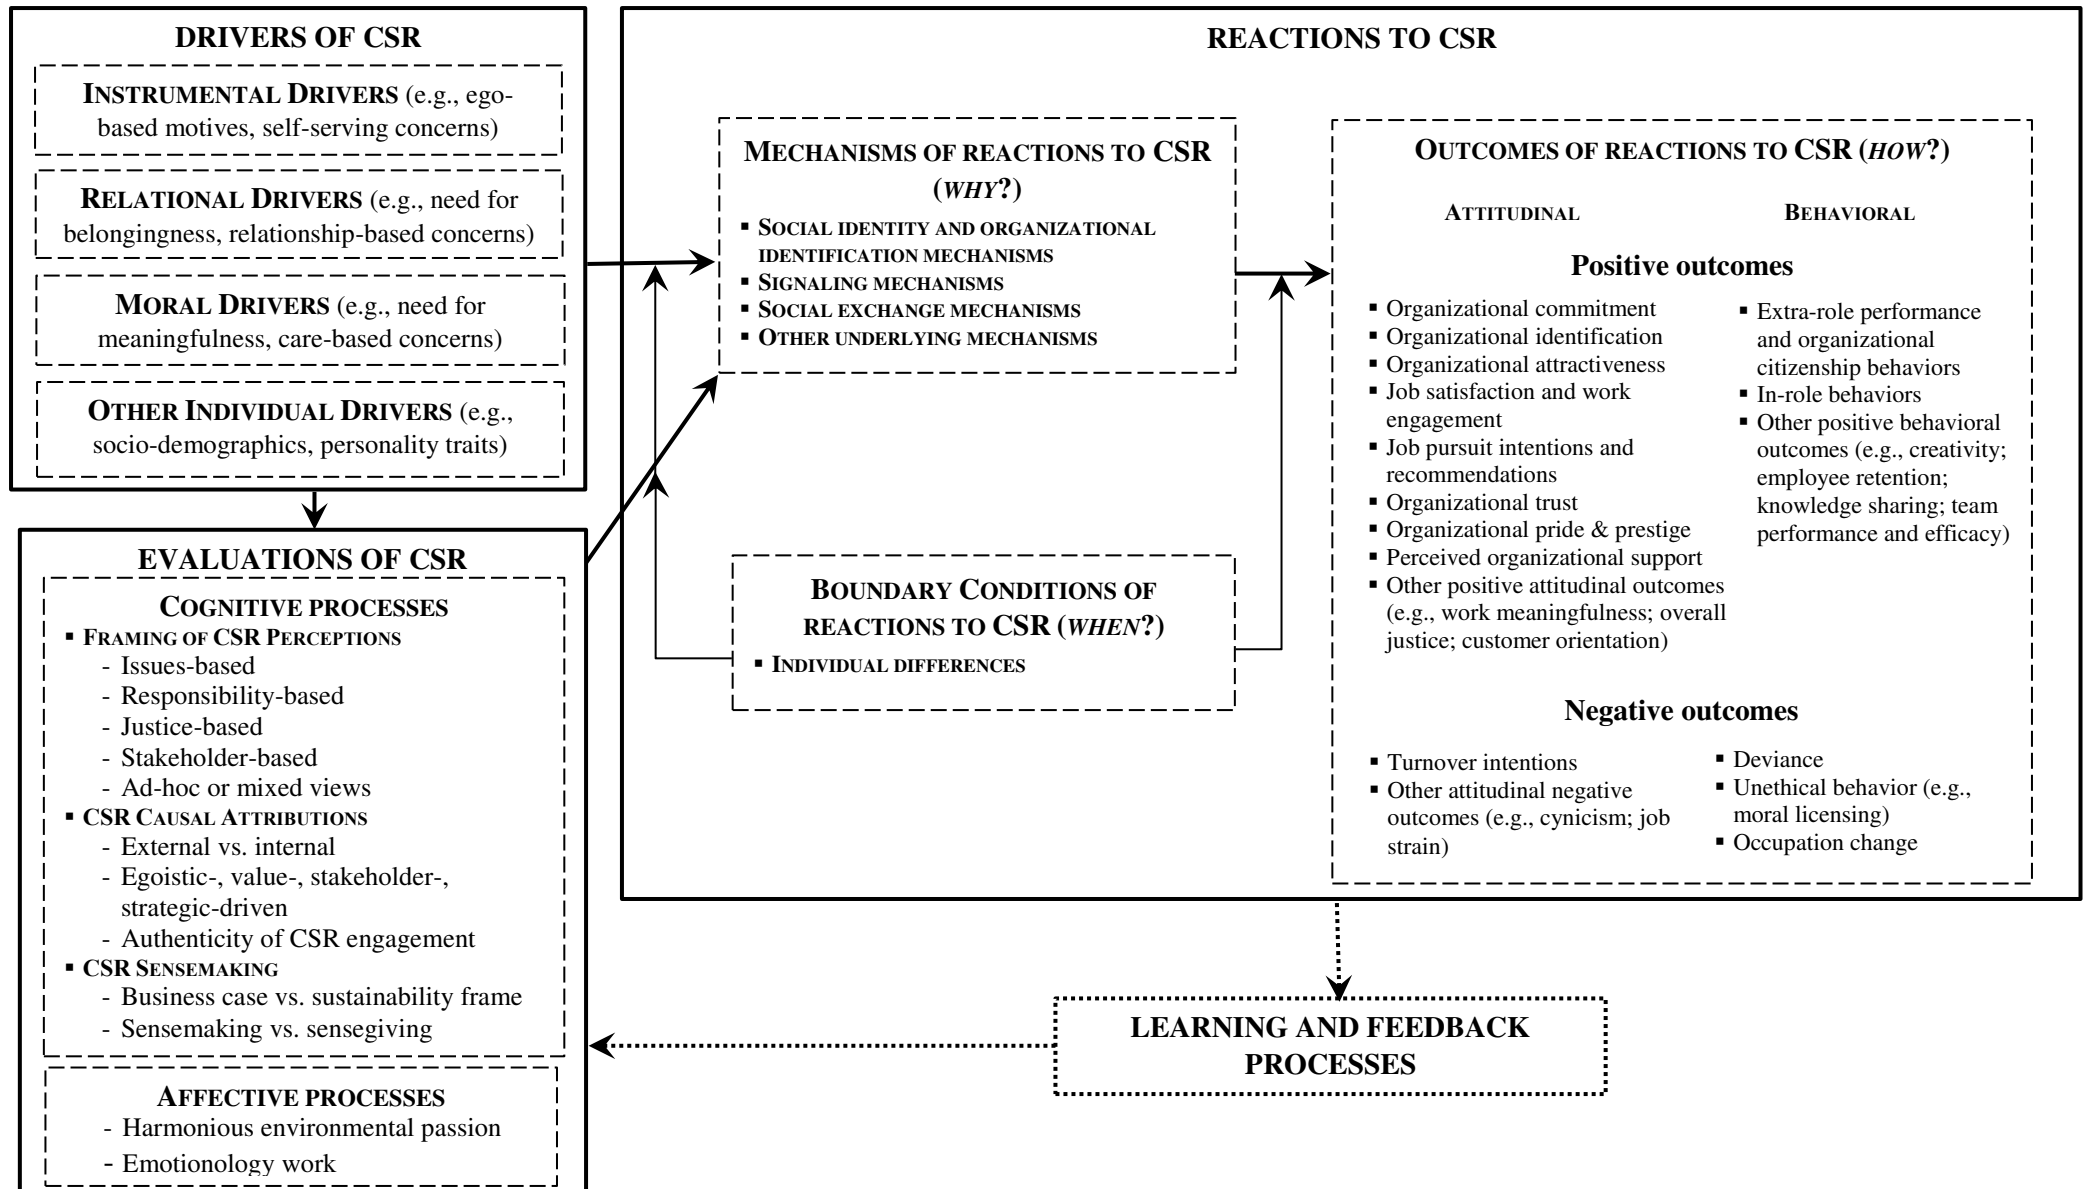 DRIVERS OF CSR
INSTRUMENTAL DRIVERS (e.g., ego-
based motives, self-serving concerns)
RELATIONAL DRIVERS (e.g., need for
belongingness, relationship-based concerns)
MORAL DRIVERS (e.g., need for
meaningfulness, care-based concerns)
OTHER INDIVIDUAL DRIVERS (e.g.,
socio-demographics, personality traits)
EVALUATIONS OF CSR
COGNITIVE PROCESSES
▪ FRAMING OF CSR PERCEPTIONS
- Issues-based
- Responsibility-based
- Justice-based
- Stakeholder-based
- Ad-hoc or mixed views
▪ CSR CAUSAL ATTRIBUTIONS
- External vs. internal
- Egoistic-, value-, stakeholder-,
strategic-driven
- Authenticity of CSR engagement
▪ CSR SENSEMAKING
- Business case vs. sustainability frame
- Sensemaking vs. sensegiving
AFFECTIVE PROCESSES
- Harmonious environmental passion
- Emotionology work
REACTIONS TO CSR
MECHANISMS OF REACTIONS TO CSR
(WHY?)
▪ SOCIAL IDENTITY AND ORGANIZATIONAL
IDENTIFICATION MECHANISMS
▪ SIGNALING MECHANISMS
▪ SOCIAL EXCHANGE MECHANISMS
▪ OTHER UNDERLYING MECHANISMS
BOUNDARY CONDITIONS OF
REACTIONS TO CSR (WHEN?)
▪ INDIVIDUAL DIFFERENCES
OUTCOMES OF REACTIONS TO CSR (HOW?)
ATTITUDINAL
BEHAVIORAL
Positive outcomes
▪ Organizational commitment
▪ Organizational identification
▪ Organizational attractiveness
▪ Job satisfaction and work
engagement
▪ Job pursuit intentions and
recommendations
▪ Organizational trust
▪ Organizational pride & prestige
▪ Perceived organizational support
▪ Other positive attitudinal outcomes
(e.g., work meaningfulness; overall
justice; customer orientation)
▪ Extra-role performance
and organizational
citizenship behaviors
▪ In-role behaviors
▪ Other positive behavioral
outcomes (e.g., creativity;
employee retention;
knowledge sharing; team
performance and efficacy)
Negative outcomes
▪ Turnover intentions
▪ Other attitudinal negative
outcomes (e.g., cynicism; job
strain)
▪ Deviance
▪ Unethical behavior (e.g.,
moral licensing)
▪ Occupation change
LEARNING AND FEEDBACK
PROCESSES